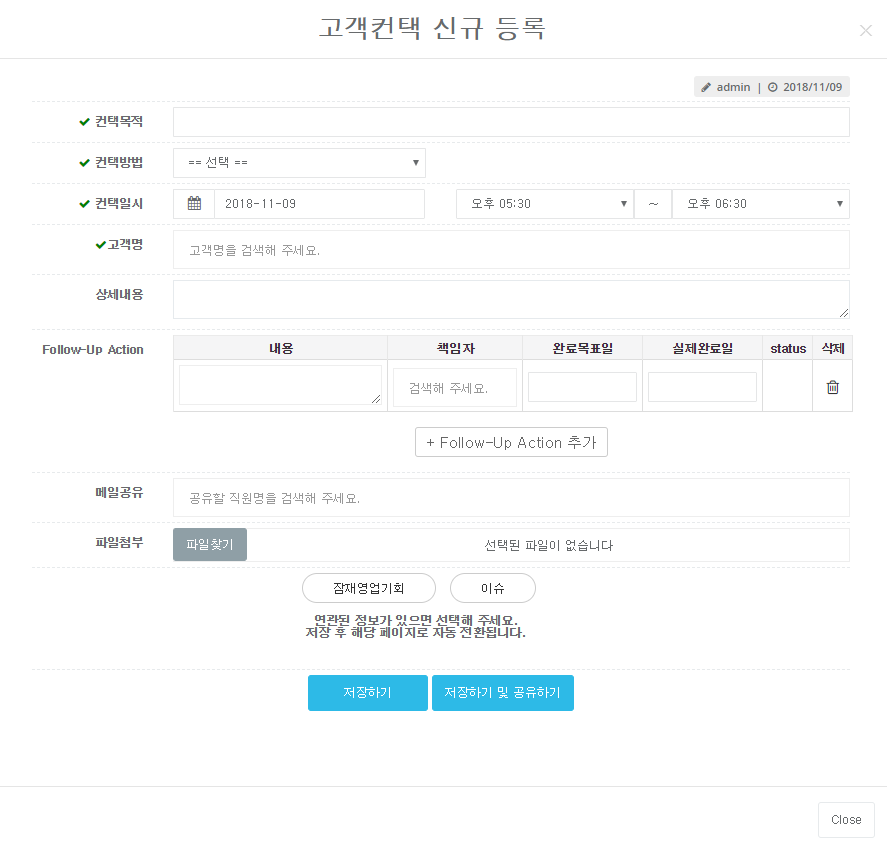 고객컨택 신규 등록
admin | 2018/11/09
컨택목적
컨택방법 == 선택 ==
컨택일시 2018-11-09 오후 05:30 ~ 오후 06:30
고객명 고객명을 검색해 주세요.
상세내용
Follow-Up Action 내용 책임자 완료목표일 실제완료일 status 삭제
검색해 주세요.
+ Follow-Up Action 추가
메일공유 공유할 직원명을 검색해 주세요.
파일첨부 파일찾기 선택된 파일이 없습니다
잠재영업기회 이슈
연관된 정보가 있으면 선택해 주세요.
저장 후 해당 페이지로 자동 전환됩니다.
저장하기 저장하기 및 공유하기
Close